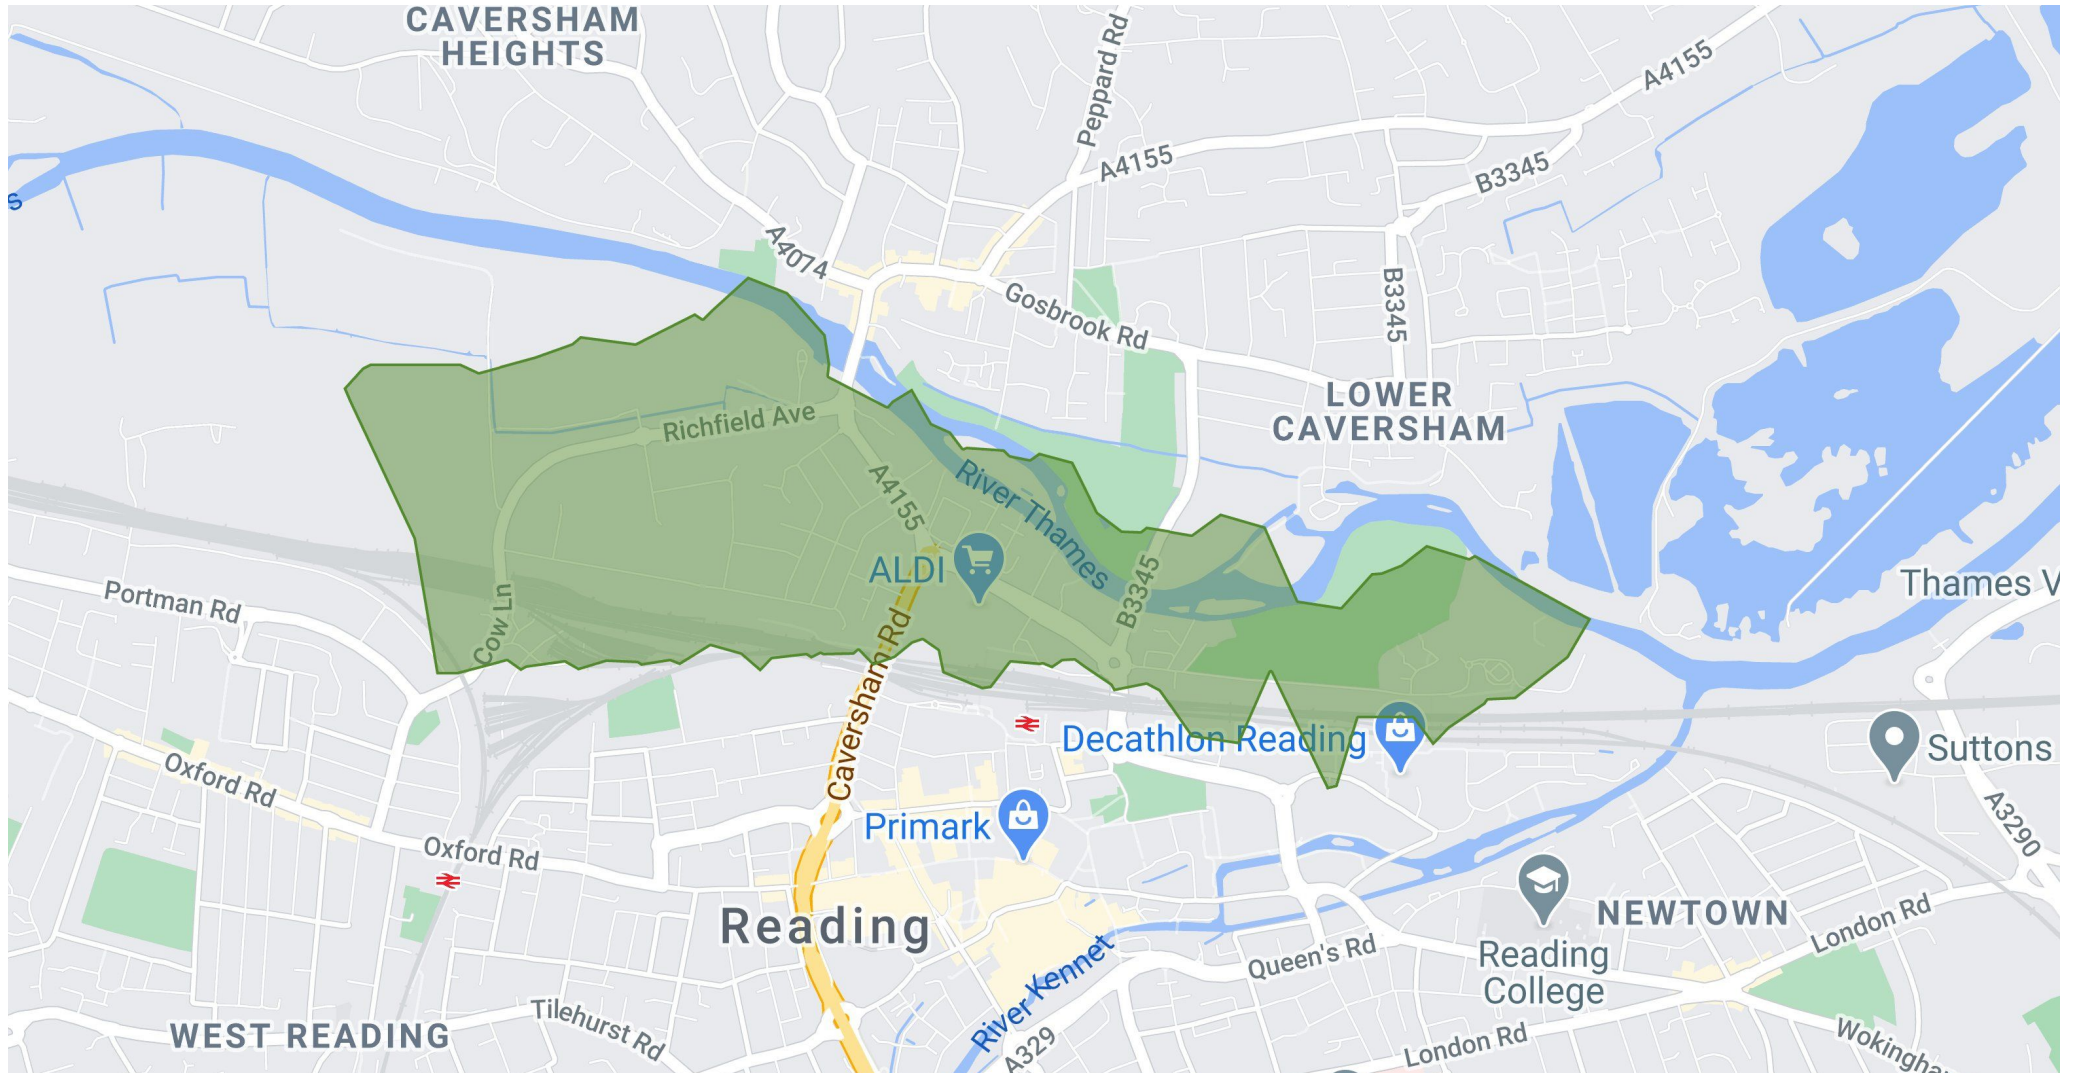 CAVERSHAM
HEIGHTS
Peppard Rd
A4155
A4155
B3345
s
A4074
Gosbrook Rd
B3345
LOWER
CAVERSHAM
Richfield Ave
A4155
River Thames
ALDI
B3345
Portman Rd
Cow Ln
Caversham Rd
Thames V
Decathlon Reading
Suttons
Oxford Rd
A3290
Primark
Oxford Rd
Reading
NEWTOWN
London Rd
Reading
College
Queen's Rd
River Kennet
WEST READING
Tilehurst Rd
A329
London Rd
Wokingha